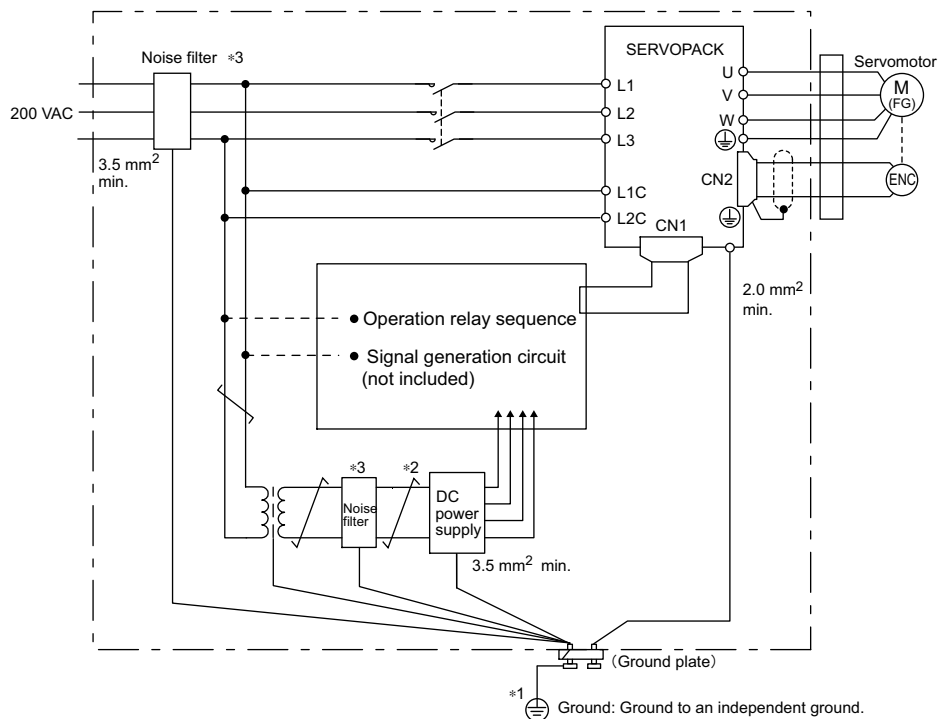 Noise filter *3
SERVOPACK
Servomotor
200 VAC
3.5 mm2
min.
L1
L2
L3
L1C
L2C
U
V
W
M
(FG)
CN2
ENC
CN1
2.0 mm2
min.
● Operation relay sequence
● Signal generation circuit
(not included)
*3
*2
Noise
filter
DC
power
supply
3.5 mm2 min.
(Ground plate)
*1
Ground: Ground to an independent ground.